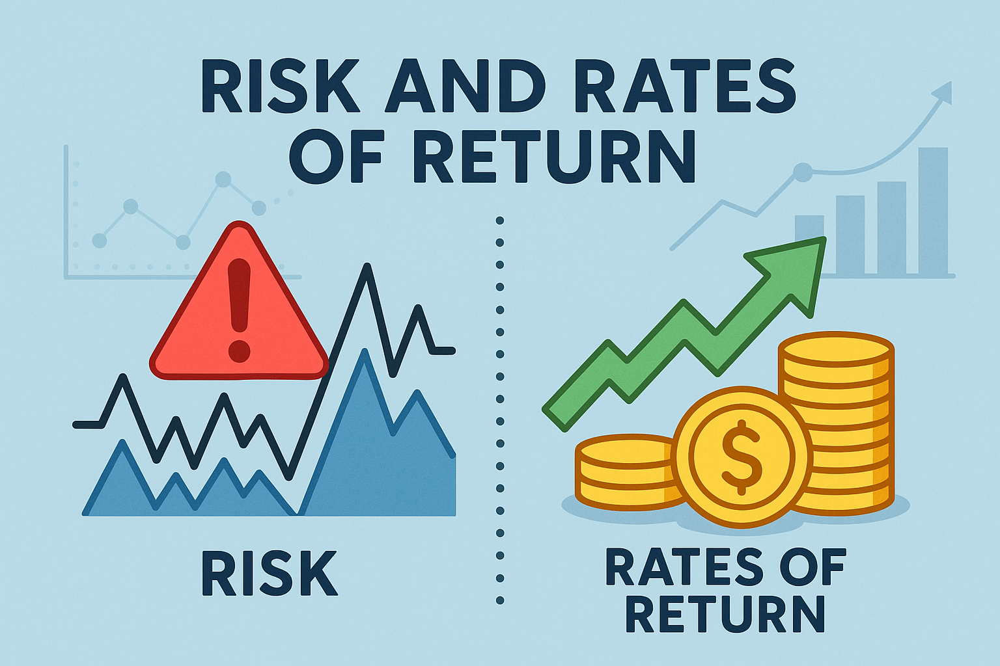 RISK AND RATES
OF RETURN
$
RISK
RATES OF
RETURN